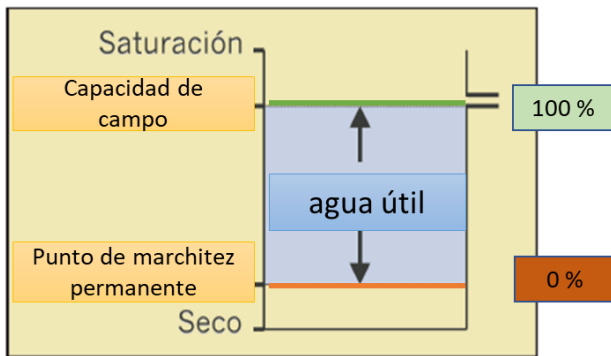 Saturación
Capacidad de
campo
100 %
agua útil
Punto de marchitez
permanente
0 %
Seco